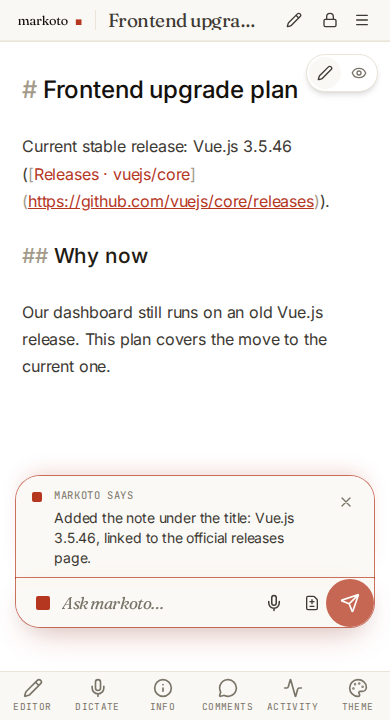 markoto
Frontend upgra...
# Frontend upgrade plan
Current stable release: Vue.js 3.5.46
([Releases · vuejs/core]
(https://github.com/vuejs/core/releases)).
## Why now
Our dashboard still runs on an old Vue.js
release. This plan covers the move to the
current one.
MARKOTO SAYS
Added the note under the title: Vue.js
3.5.46, linked to the official releases
page.
Ask markoto...
EDITOR DICTATE INFO COMMENTS ACTIVITY THEME